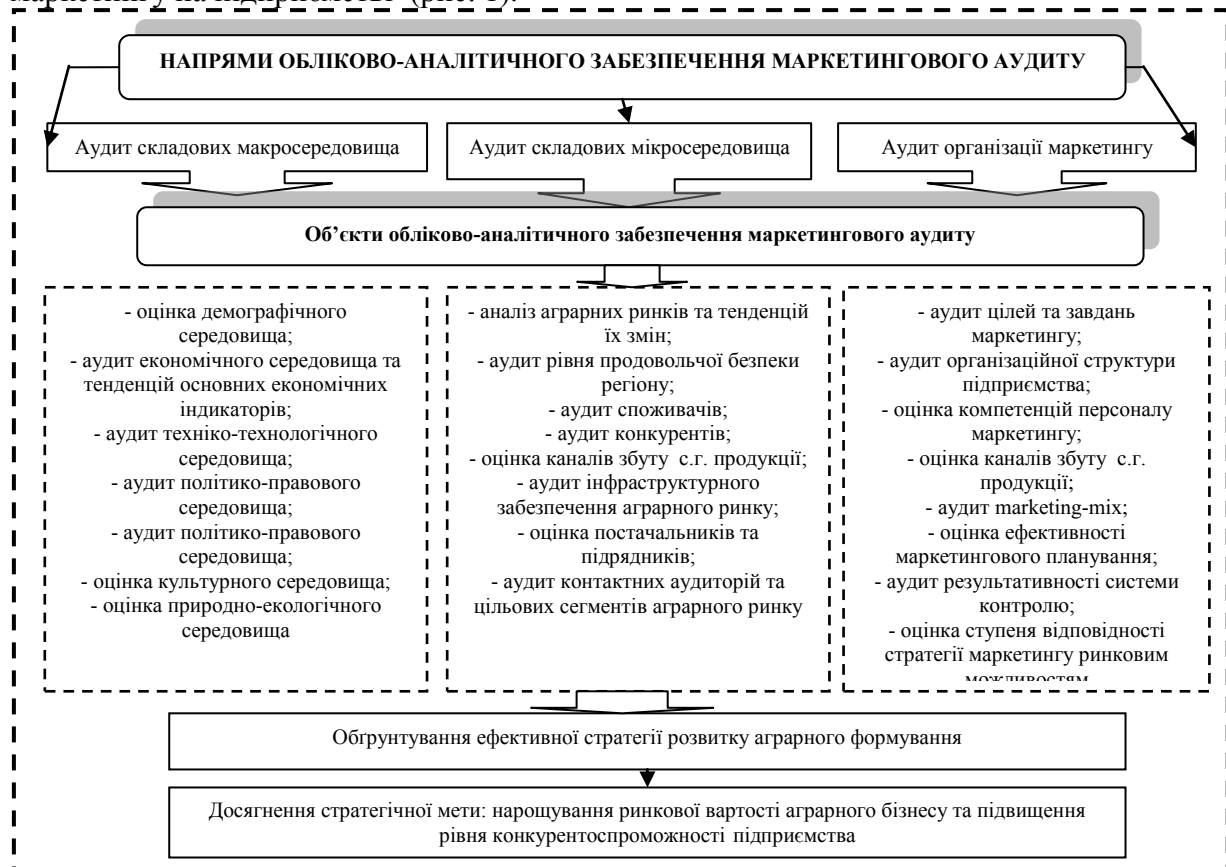 маркетингу на підприємстві (рис. 1).
НАПРЯМИ ОБЛІКОВО-АНАЛІТИЧНОГО ЗАБЕЗПЕЧЕННЯ МАРКЕТИНГОВОГО АУДИТУ
Аудит складових макросередовища
Аудит складових мікросередовища
Аудит організації маркетингу
Об’єкти обліково-аналітичного забезпечення маркетингового аудиту
- оцінка демографічного
середовища;
- аудит економічного середовища та
тенденцій основних економічних
індикаторів;
- аудит техніко-технологічного
середовища;
- аудит політико-правового
середовища;
- аудит політико-правового
середовища;
- оцінка культурного середовища;
- оцінка природно-екологічного
середовища
- аналіз аграрних ринків та тенденцій
їх змін;
- аудит рівня продовольчої безпеки
регіону;
- аудит споживачів;
- аудит конкурентів;
- оцінка каналів збуту с.г. продукції;
- аудит інфраструктурного
забезпечення аграрного ринку;
- оцінка постачальників та
підрядників;
- аудит контактних аудиторій та
цільових сегментів аграрного ринку
- аудит цілей та завдань
маркетингу;
- аудит організаційної структури
підприємства;
- оцінка компетенцій персоналу
маркетингу;
- оцінка каналів збуту с.г.
продукції;
- аудит marketing-mix;
- оцінка ефективності
маркетингового планування;
- аудит результативності системи
контролю;
- оцінка ступеня відповідності
стратегії маркетингу ринковим
можливостям
Обґрунтування ефективної стратегії розвитку аграрного формування
Досягнення стратегічної мети: нарощування ринкової вартості аграрного бізнесу та підвищення
рівня конкурентоспроможності підприємства